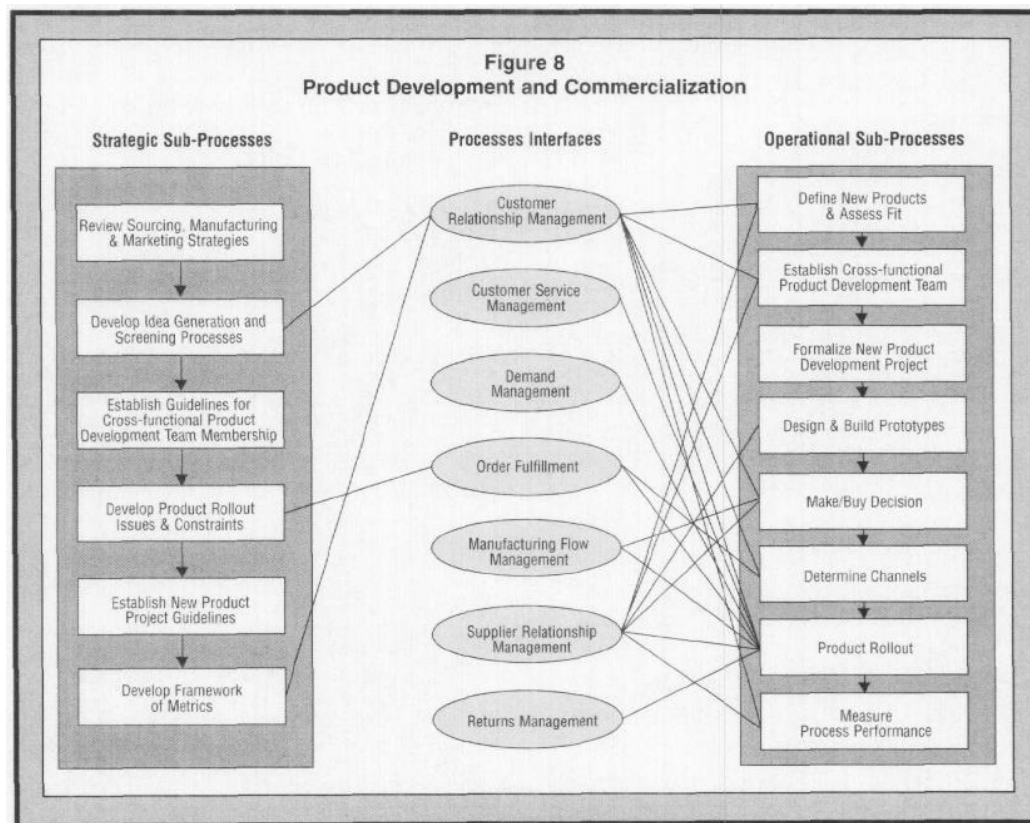 Figure 8
Product Development and Commercialization
Strategic Sub-Processes
Review Sourcing, Manufacturing
& Marketing Strategies
Develop Idea Generation and
Screening Processes
Establish Guidelines for
Cross-functional Product
Development Team Membership
Develop Product Rollout
Issues & Constraints
Establish New Product
Project Guidelines
Develop Framework
of Metrics
Processes Interfaces
Customer
Relationship Management
Customer Service
Management
Demand
Management
Order Fulfillment
Manufacturing Flow
Management
Supplier Relationship
Management
Returns Management
Operational Sub-Processes
Define New Products
& Assess Fit
Establish Cross-functional
Product Development Team
Formalize New Product
Development Project
Design & Build Prototypes
Make/Buy Decision
Determine Channels
Product Rollout
Measure
Process Performance